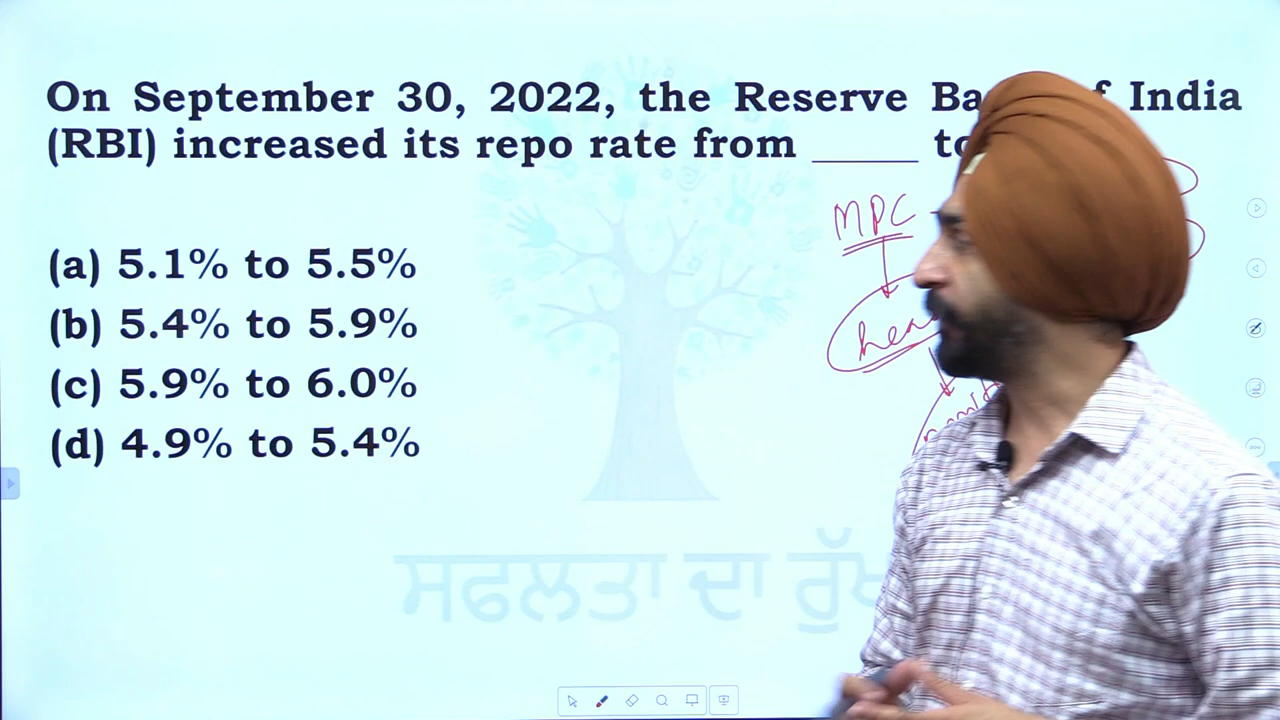 On September 30, 2022, the Reserve India
(RBI) increased its repo rate from _____ to
MPC
(a) 5.1% to 5.5%
(b) 5.4% to 5.9%
(c) 5.9% to 6.0%
(d) 4.9% to 5.4%
ਸਫਲਤਾ ਦਾ